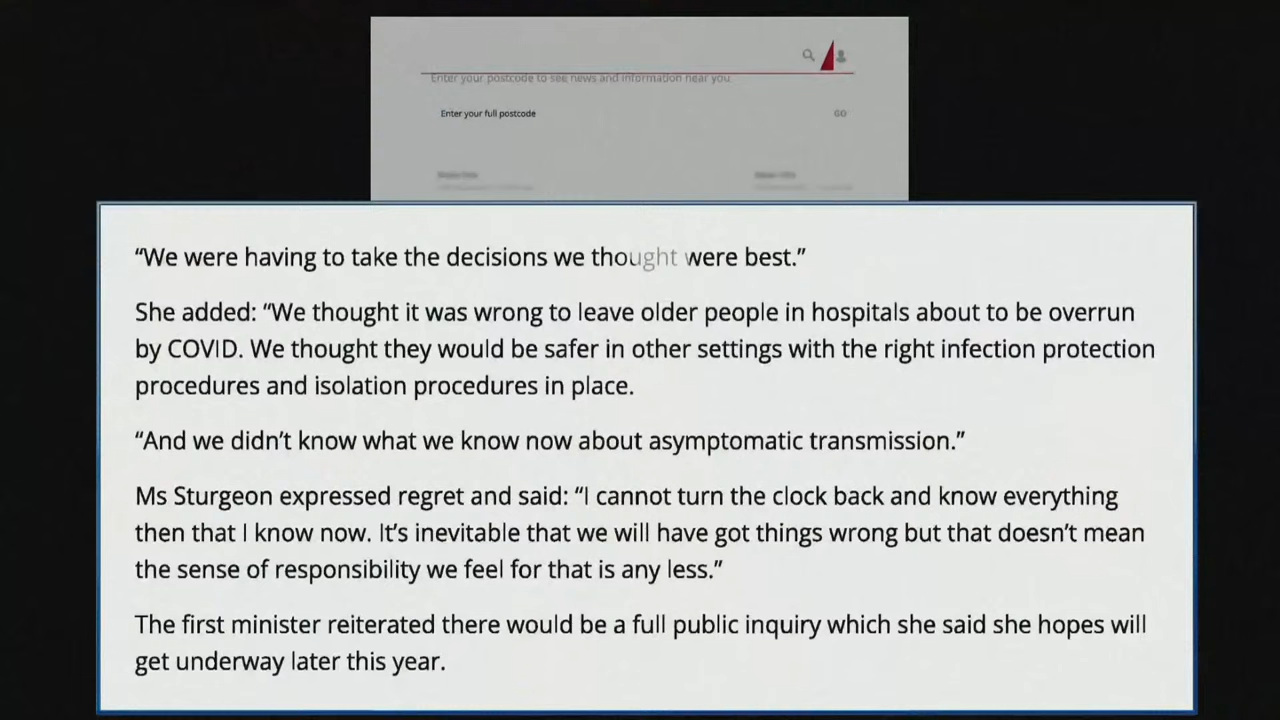 Enter your postcode to see news and information near you.
Enter your full postcode
GO
“We were having to take the decisions we thought were best.”
She added: “We thought it was wrong to leave older people in hospitals about to be overrun
by COVID. We thought they would be safer in other settings with the right infection protection
procedures and isolation procedures in place.
“And we didn’t know what we know now about asymptomatic transmission.”
Ms Sturgeon expressed regret and said: “I cannot turn the clock back and know everything
then that I know now. It’s inevitable that we will have got things wrong but that doesn’t mean
the sense of responsibility we feel for that is any less.”
The first minister reiterated there would be a full public inquiry which she said she hopes will
get underway later this year.